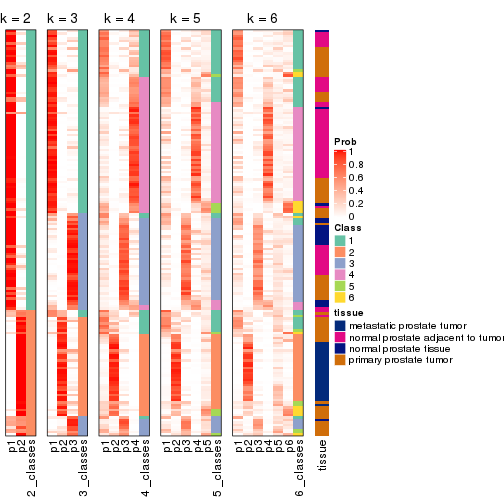 k = 2
k = 3
k = 4
k = 5
k = 6
Prob
1
0.8
0.6
0.4
0.2
0
Class
1
2
3
4
5
6
tissue
metastatic prostate tumor
normal prostate adjacent to tumor
normal prostate tissue
primary prostate tumor
p1
p2
2_classes
p1
p2
p3
3_classes
p1
p2
p3
p4
4_classes
p1
p2
p3
p4
p5
5_classes
p1
p2
p3
p4
p5
p6
6_classes
tissue